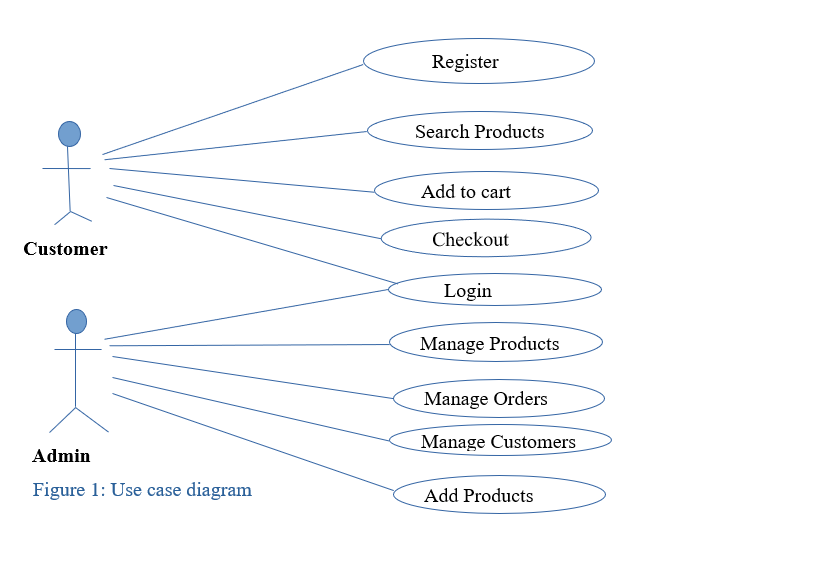 Register
Search Products
Add to cart
Customer
Checkout
Login
Manage Products
Manage Orders
Manage Customers
Admin
Figure 1: Use case diagram
Add Products